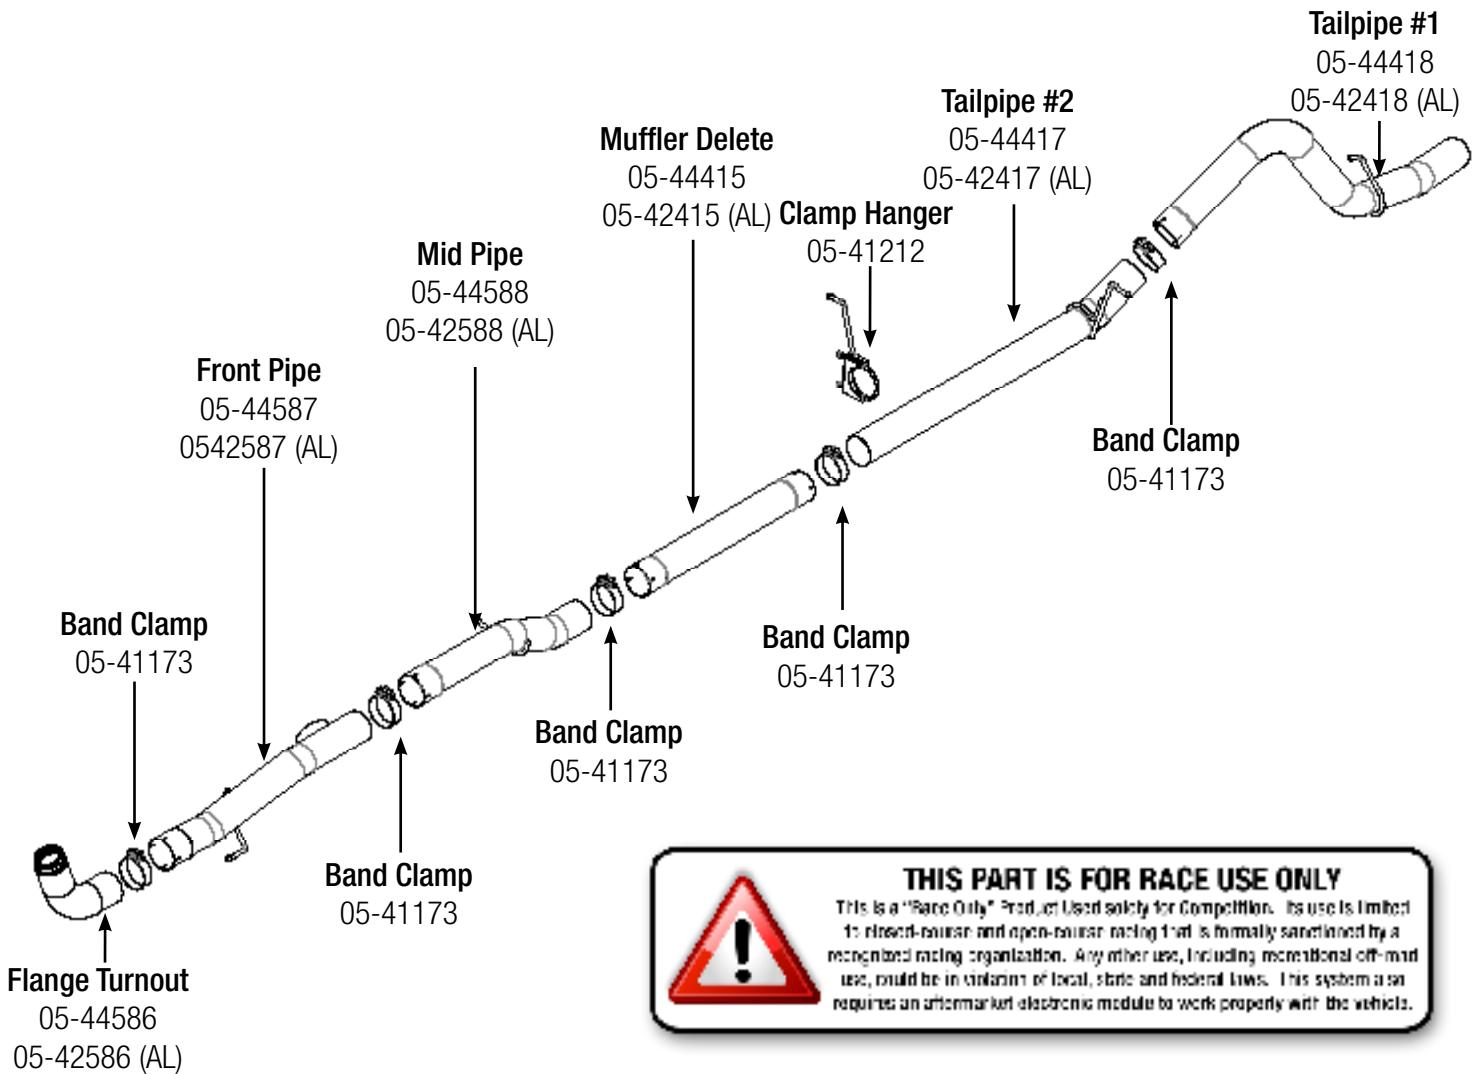 Tailpipe #1
05-44418
05-42418 (AL)
Tailpipe #2
05-44417
05-42417 (AL)
Muffler Delete
05-44415
05-42415 (AL)
Clamp Hanger
05-41212
Mid Pipe
05-44588
05-42588 (AL)
Front Pipe
05-44587
0542587 (AL)
Band Clamp
05-41173
Band Clamp
05-41173
Band Clamp
05-41173
Band Clamp
05-41173
Band Clamp
05-41173
Flange Turnout
05-44586
05-42586 (AL)
THIS PART IS FOR RACE USE ONLY
This is a "Race Only" Product Used solely for Competition. Its use is limited
to closed-course and open-course racing that is formally sanctioned by a
recognized racing organization. Any other use, including recreational off-road
use, could be in violation of local, state and federal laws. This system also
requires an aftermarket electronic module to work properly with the vehicle.